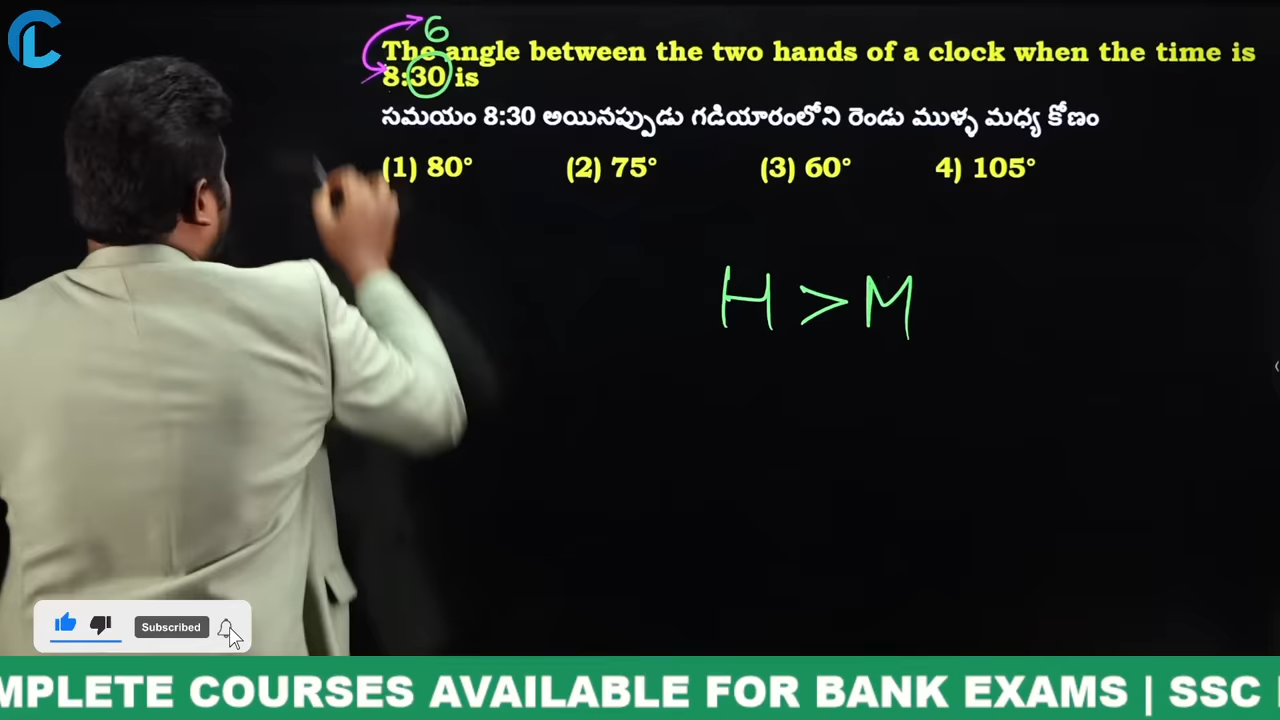 6
The angle between the two hands of a clock when the time is
8:30 is
సమయం 8:30 అయినప్పుడు గడియారంలోని రెండు ముళ్ళ మధ్య కోణం
(1) 80° (2) 75° (3) 60° 4) 105°
H > M
Subscribed
MPLETE COURSES AVAILABLE FOR BANK EXAMS | SSC